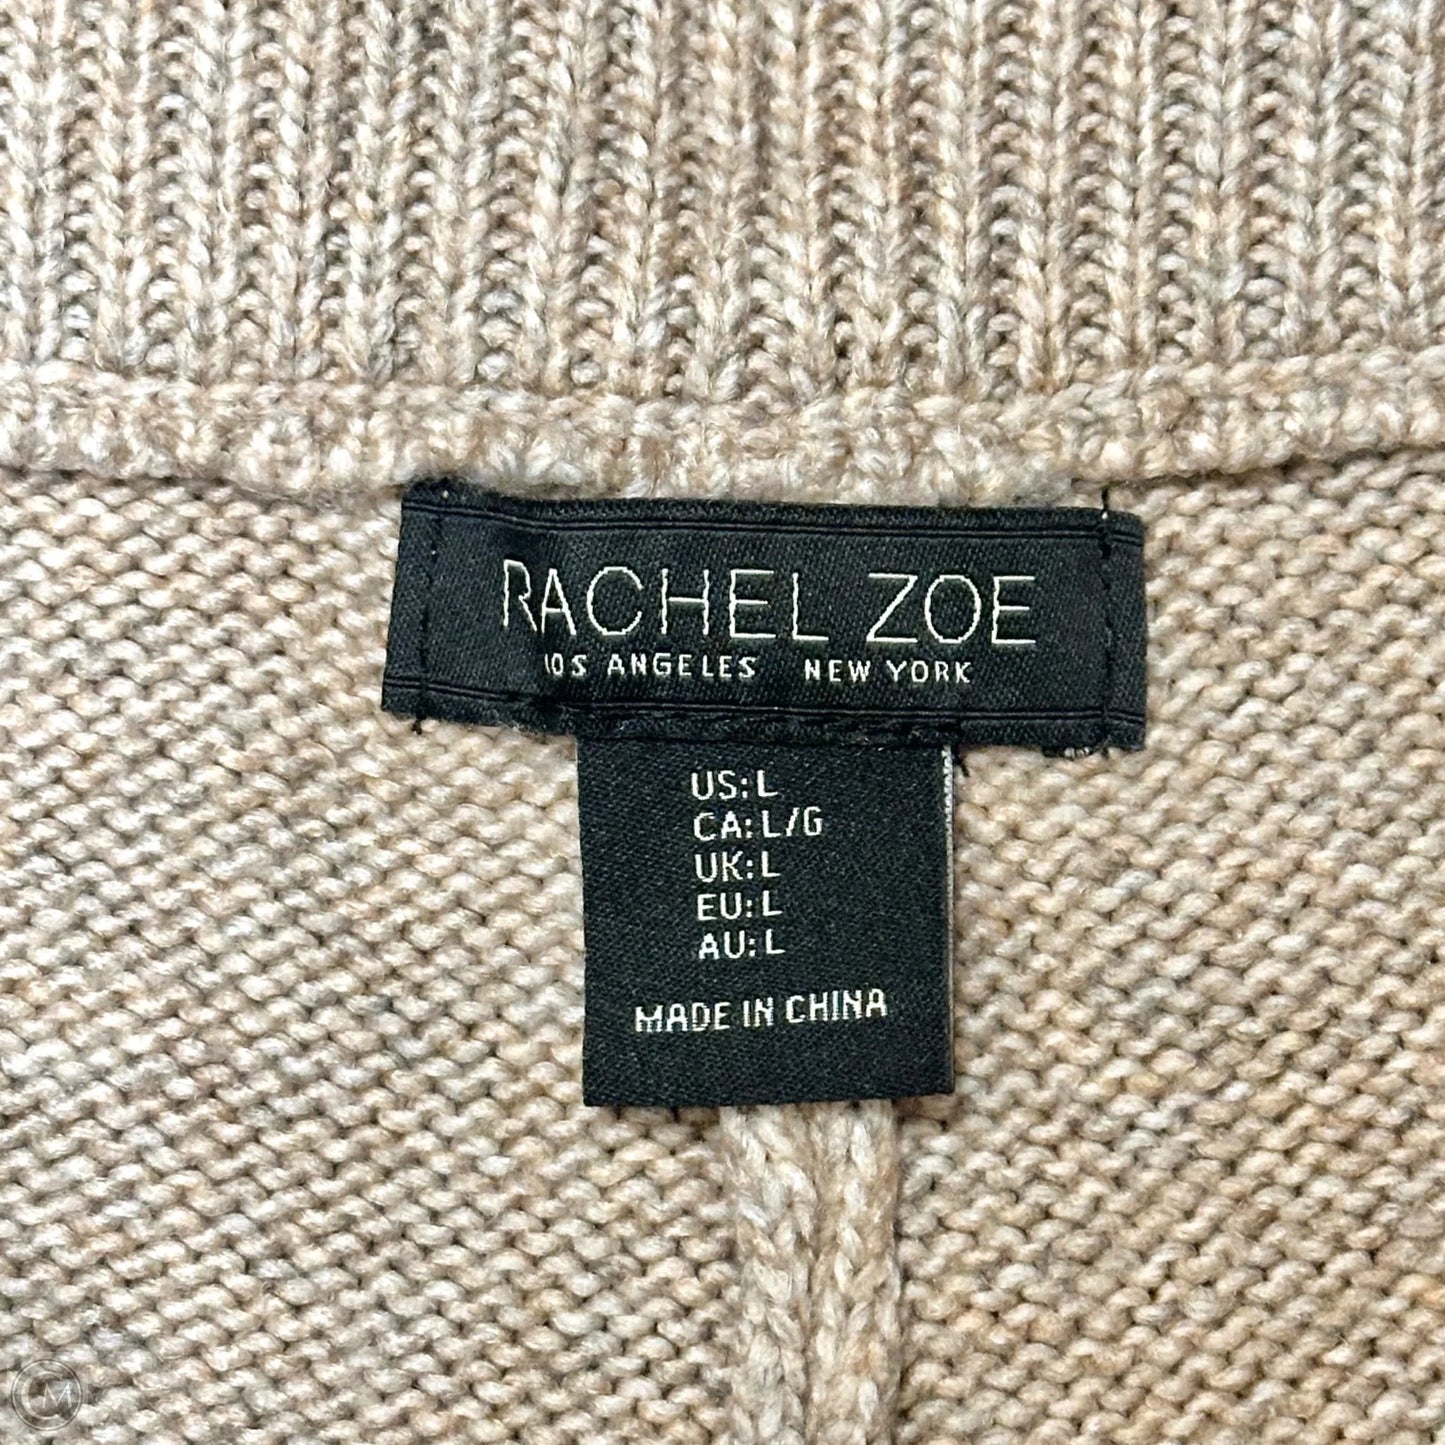 RACHEL ZOE
LOS ANGELES NEW YORK
US: L
CA: L/G
UK: L
EU: L
AU: L
MADE IN CHINA